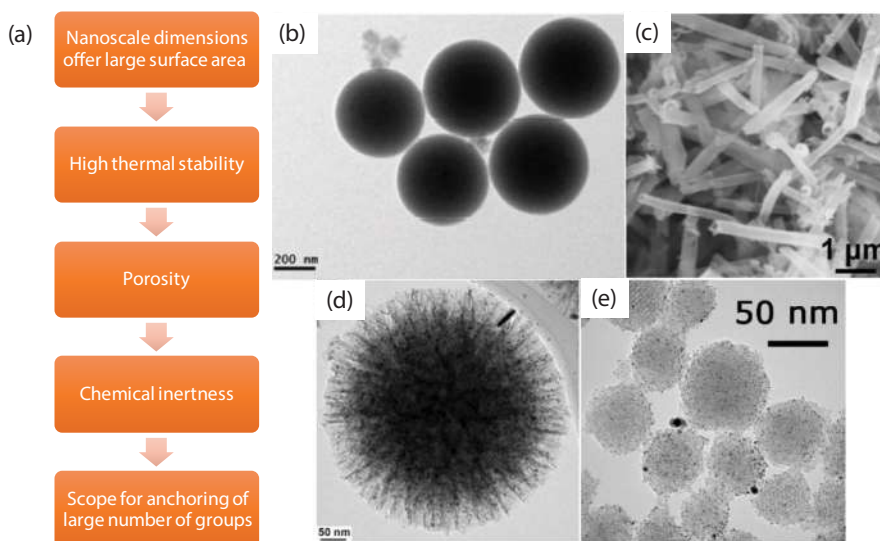 (a)
Nanoscale dimensions
offer large surface area
High thermal stability
Porosity
Chemical inertness
Scope for anchoring of
large number of groups
(b)
200 nm
(c)
1 µm
(d)
50 nm
(e)
50 nm